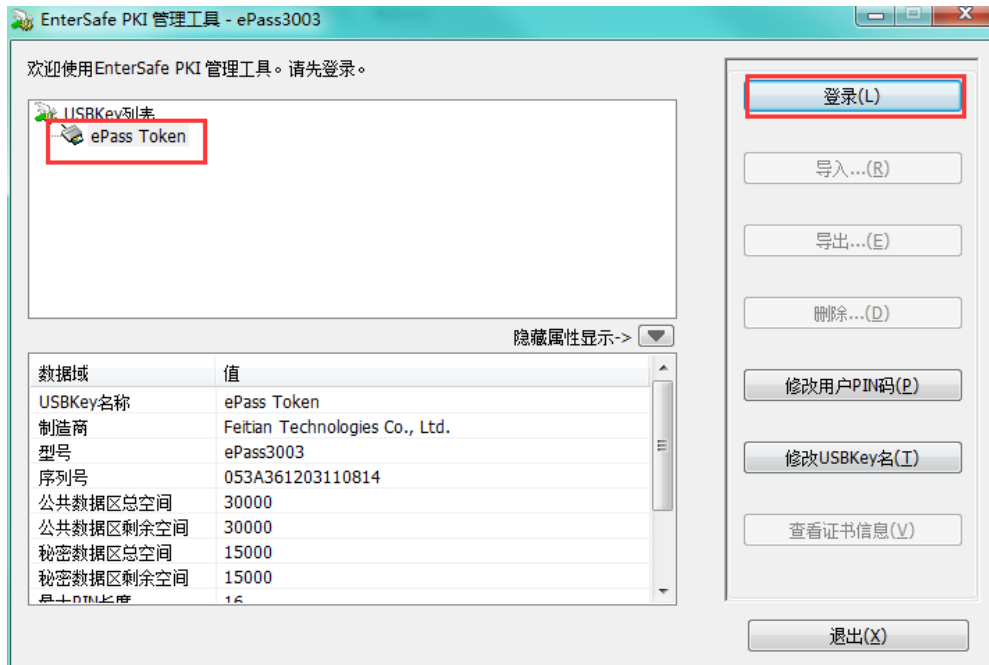 EnterSafe PKI 管理工具 - ePass3003
欢迎使用EnterSafe PKI 管理工具。请先登录。
USBKey列表
ePass Token
登录(L)
导入...(R)
导出...(E)
删除...(D)
修改用户PIN码(P)
修改USBKey名(T)
查看证书信息(V)
退出(X)
隐藏属性显示->
数据域 值
USBKey名称 ePass Token
制造商 Feitian Technologies Co., Ltd.
型号 ePass3003
序列号 053A361203110814
公共数据区总空间 30000
公共数据区剩余空间 30000
秘密数据区总空间 15000
秘密数据区剩余空间 15000
最大PIN长度 16